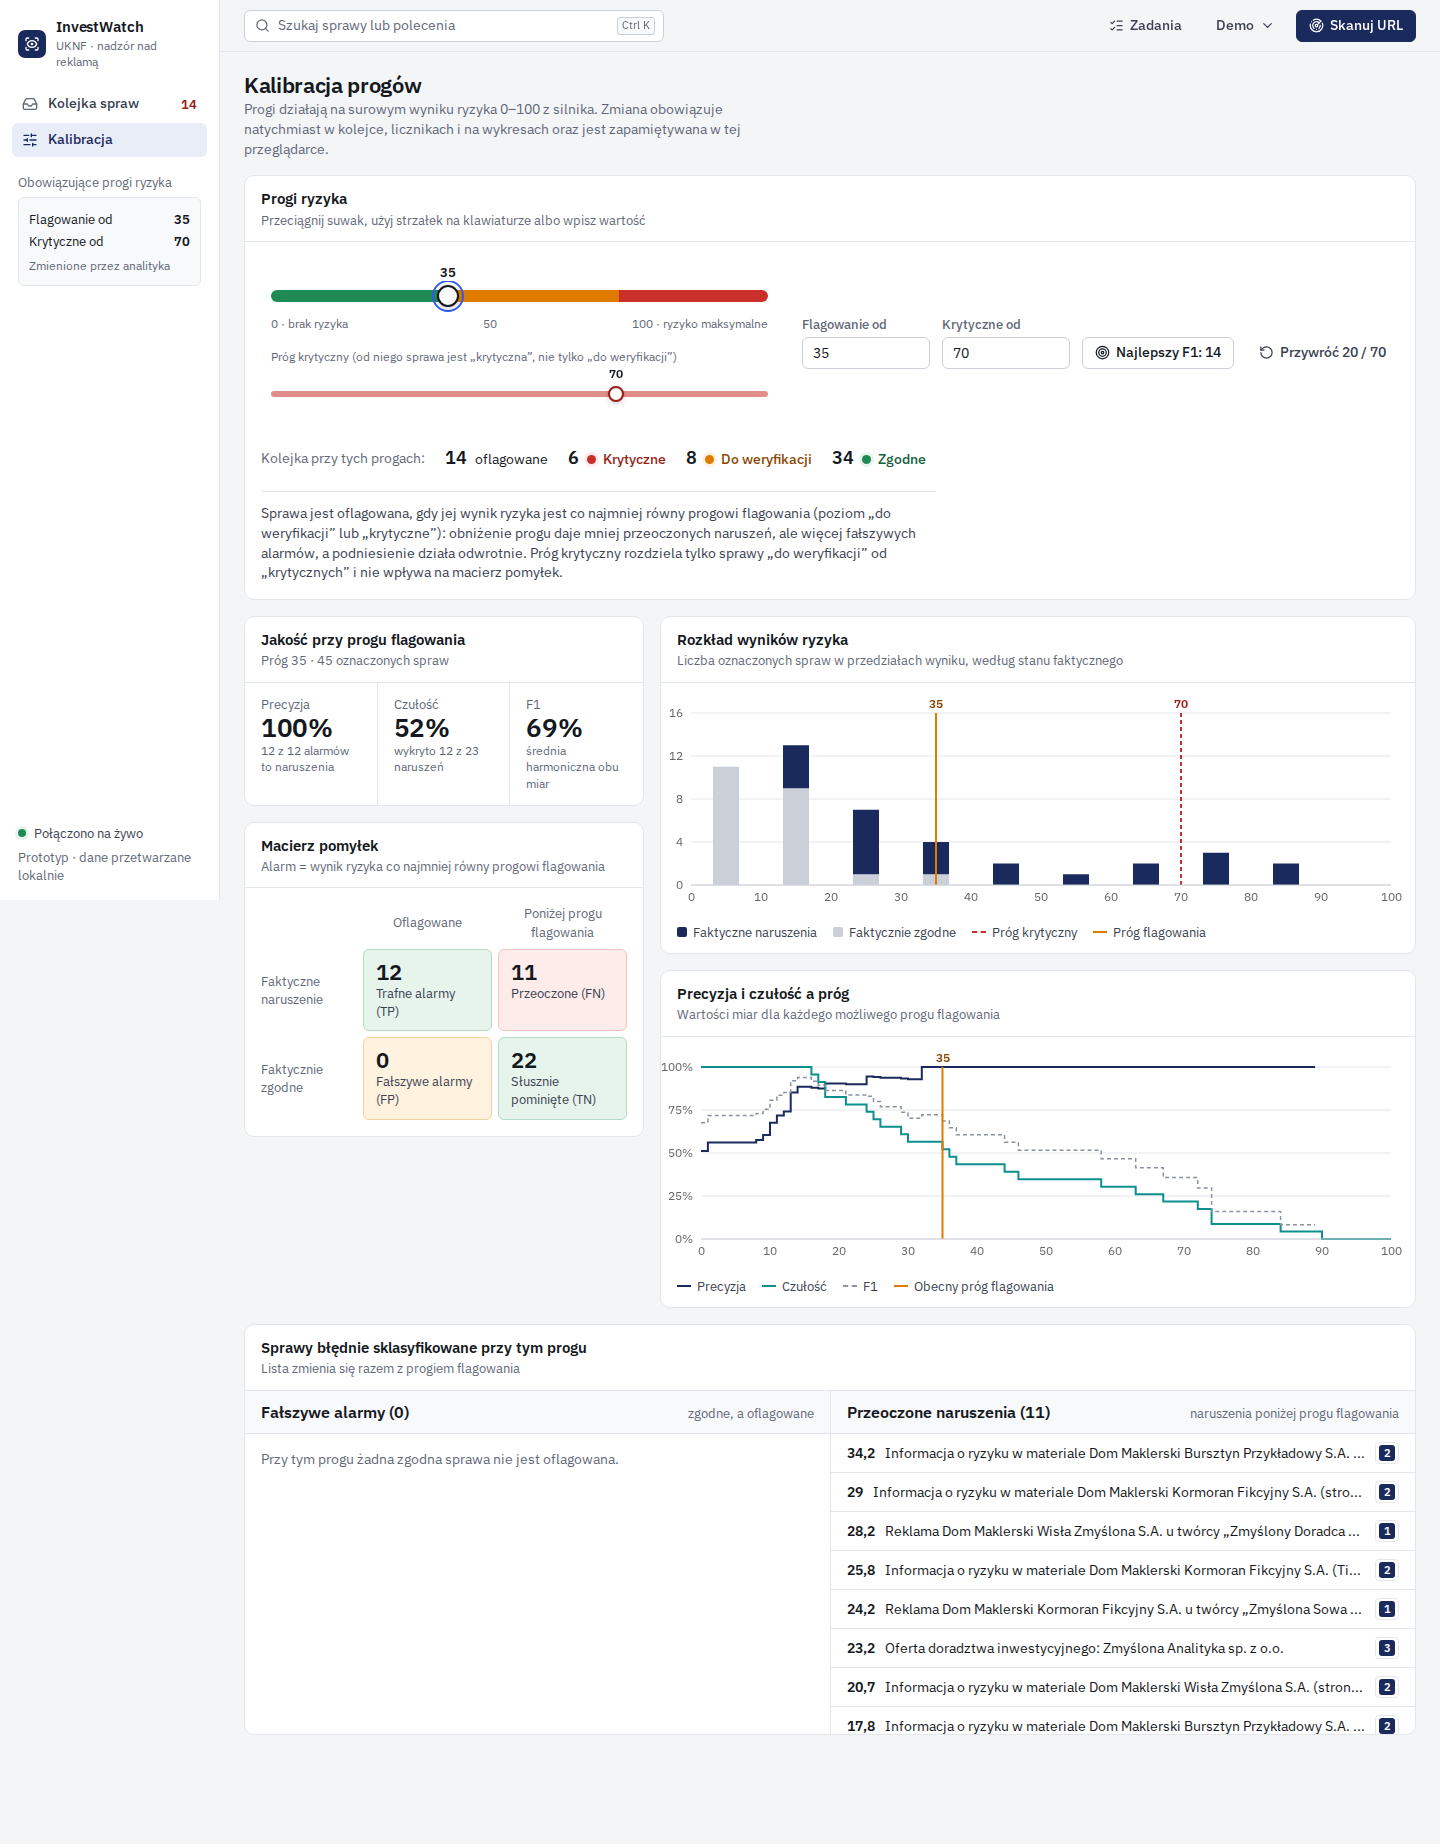 InvestWatch
UKNF · nadzór nad
reklamą
Kolejka spraw 14
Kalibracja
Obowiązujące progi ryzyka
Flagowanie od 35
Krytyczne od 70
Zmienione przez analityka
Połączono na żywo
Prototyp · dane przetwarzane
lokalnie
Szukaj sprawy lub polecenia Ctrl K
Zadania
Demo
Skanuj URL
Kalibracja progów
Progi działają na surowym wyniku ryzyka 0–100 z silnika. Zmiana obowiązuje
natychmiast w kolejce, licznikach i na wykresach oraz jest zapamiętywana w tej
przeglądarce.
Progi ryzyka
Przeciągnij suwak, użyj strzałek na klawiaturze albo wpisz wartość
35
0 · brak ryzyka 50 100 · ryzyko maksymalne
Próg krytyczny (od niego sprawa jest „krytyczna”, nie tylko „do weryfikacji”)
70
Flagowanie od Krytyczne od
35 70 Najlepszy F1: 14 Przywróć 20 / 70
Kolejka przy tych progach: 14 oflagowane 6 Krytyczne 8 Do weryfikacji 34 Zgodne
Sprawa jest oflagowana, gdy jej wynik ryzyka jest co najmniej równy progowi flagowania (poziom „do
weryfikacji” lub „krytyczne”): obniżenie progu daje mniej przeoczonych naruszeń, ale więcej fałszywych
alarmów, a podniesienie działa odwrotnie. Próg krytyczny rozdziela tylko sprawy „do weryfikacji” od
„krytycznych” i nie wpływa na macierz pomyłek.
Jakość przy progu flagowania
Próg 35 · 45 oznaczonych spraw
Precyzja
100%
12 z 12 alarmów
to naruszenia
Czułość
52%
wykryto 12 z 23
naruszeń
F1
69%
średnia
harmoniczna obu
miar
Macierz pomyłek
Alarm = wynik ryzyka co najmniej równy progowi flagowania
Oflagowane
Poniżej progu
flagowania
Faktyczne
naruszenie
12
Trafne alarmy
(TP)
11
Przeoczone (FN)
Faktycznie
zgodne
0
Fałszywe alarmy
(FP)
22
Słusznie
pominięte (TN)
Rozkład wyników ryzyka
Liczba oznaczonych spraw w przedziałach wyniku, według stanu faktycznego
35 70
16
12
8
4
0
0 10 20 30 40 50 60 70 80 90 100
Faktyczne naruszenia Faktycznie zgodne Próg krytyczny Próg flagowania
Precyzja i czułość a próg
Wartości miar dla każdego możliwego progu flagowania
35
100%
75%
50%
25%
0%
0 10 20 30 40 50 60 70 80 90 100
Precyzja Czułość F1 Obecny próg flagowania
Sprawy błędnie sklasyfikowane przy tym progu
Lista zmienia się razem z progiem flagowania
Fałszywe alarmy (0) zgodne, a oflagowane
Przy tym progu żadna zgodna sprawa nie jest oflagowana.
Przeoczone naruszenia (11) naruszenia poniżej progu flagowania
34,2 Informacja o ryzyku w materiale Dom Maklerski Bursztyn Przykładowy S.A. ... 2
29 Informacja o ryzyku w materiale Dom Maklerski Kormoran Fikcyjny S.A. (stro... 2
28,2 Reklama Dom Maklerski Wisła Zmyślona S.A. u twórcy „Zmyślony Doradca ... 1
25,8 Informacja o ryzyku w materiale Dom Maklerski Kormoran Fikcyjny S.A. (Ti... 2
24,2 Reklama Dom Maklerski Kormoran Fikcyjny S.A. u twórcy „Zmyślona Sowa ... 1
23,2 Oferta doradztwa inwestycyjnego: Zmyślona Analityka sp. z o.o. 3
20,7 Informacja o ryzyku w materiale Dom Maklerski Wisła Zmyślona S.A. (stron... 2
17,8 Informacja o ryzyku w materiale Dom Maklerski Bursztyn Przykładowy S.A. ... 2